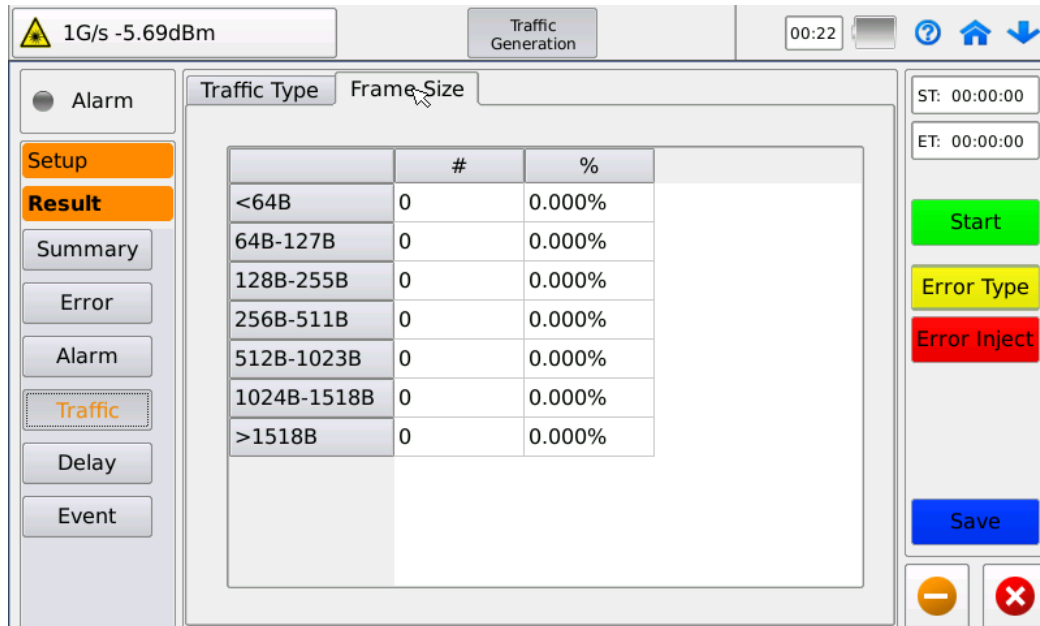 1G/s -5.69dBm
Traffic
Generation
00:22
Alarm
Setup
Result
Summary
Error
Alarm
Traffic
Delay
Event
Traffic Type
Frame Size
# %
<64B 0 0.000%
64B-127B 0 0.000%
128B-255B 0 0.000%
256B-511B 0 0.000%
512B-1023B 0 0.000%
1024B-1518B 0 0.000%
>1518B 0 0.000%
ST: 00:00:00
ET: 00:00:00
Start
Error Type
Error Inject
Save